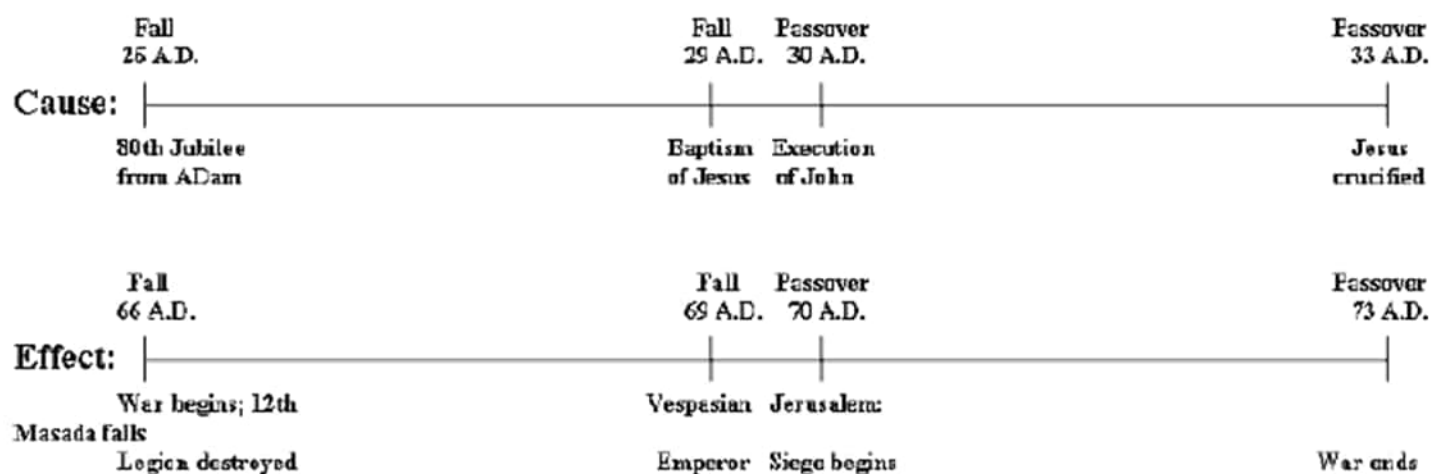 Fall Fall Passover Passover
26 A.D. 29 A.D. 30 A.D. 33 A.D.
Cause:
80th Jubilee Baptism Execution Jesus
from ADam of Jesus of John crucified
Fall Fall Passover Passover
66 A.D. 69 A.D. 70 A.D. 73 A.D.
Effect:
War begins; 12th Vespasian Jerusalem:
Masada falls
Legion destroyed Emperor Siege begins War ends